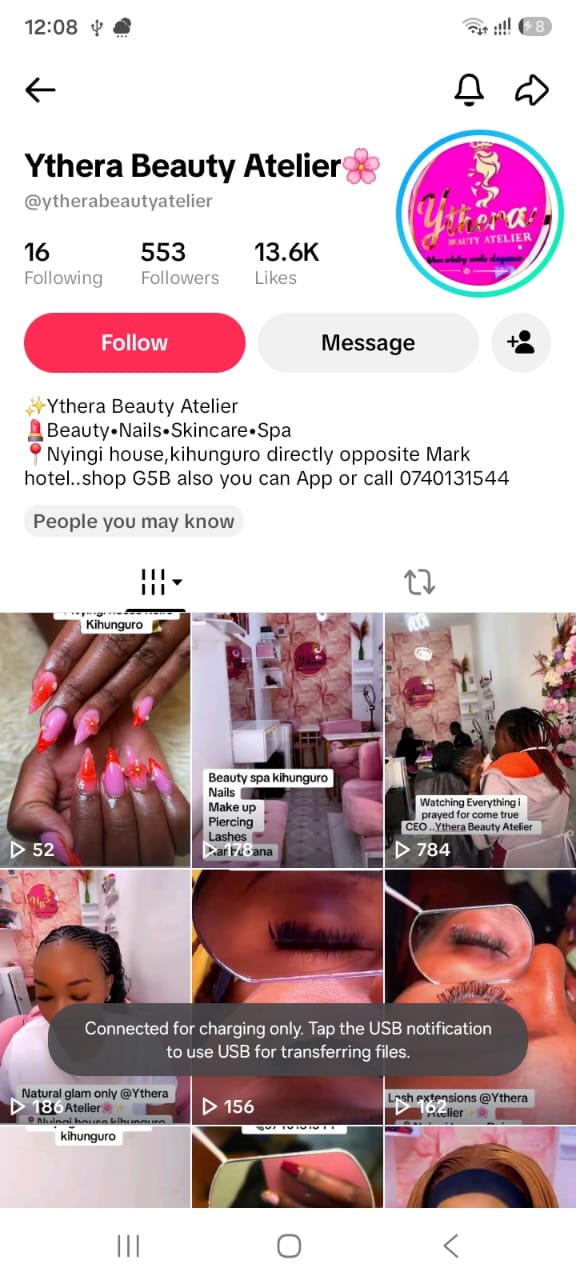 12:08
8
Ythera Beauty Atelier🌸
@ytherabeautyatelier
Ythera
BEAUTY ATELIER
16
553
13.6K
Following
Followers
Likes
Follow
Message
✨Ythera Beauty Atelier
💄Beauty•Nails•Skincare•Spa
📍Nyingi house,kihunguro directly opposite Mark
hotel..shop G5B also you can App or call 0740131544
People you may know
Kihunguro
52
Beauty spa kihunguro
Nails
Make up
Piercing
Lashes
178
Watching Everything i
prayed for come true
CEO ..Ythera Beauty Atelier
784
Natural glam only @Ythera
Atelier🌸✨
186
156
Lash extensions @Ythera
Atelier ✨🌸
162
Connected for charging only. Tap the USB notification
to use USB for transferring files.
kihunguro